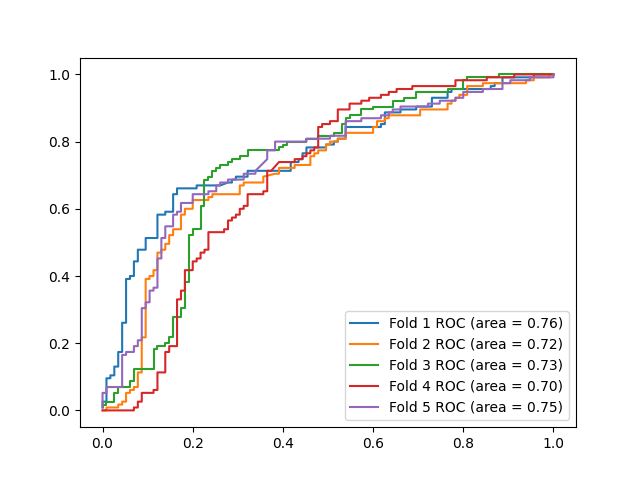 1.0
0.8
0.6
0.4
0.2
0.0
0.0 0.2 0.4 0.6 0.8 1.0
Fold 1 ROC (area = 0.76)
Fold 2 ROC (area = 0.72)
Fold 3 ROC (area = 0.73)
Fold 4 ROC (area = 0.70)
Fold 5 ROC (area = 0.75)